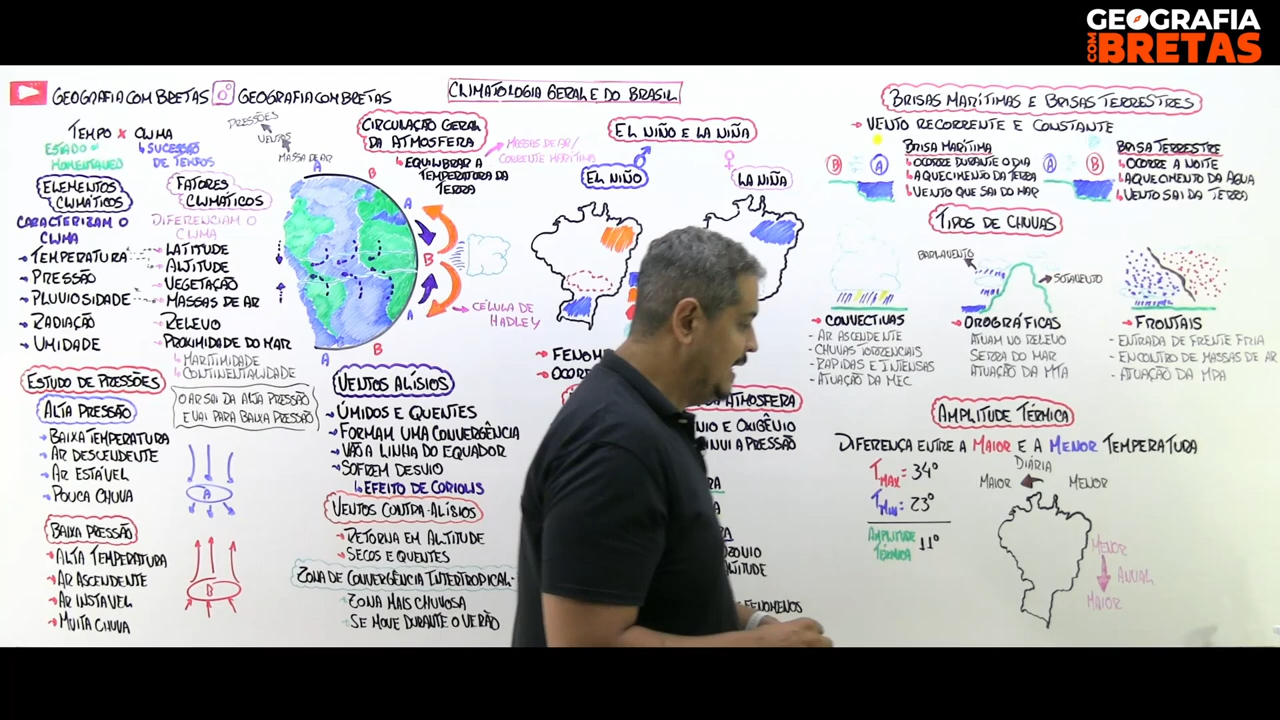 GEOGRAFIA
COM
BRETAS
GEOGRAFIACOMBRETAS
GEOGRAFIACOMBRETAS
CLIMATOLOGIA GERAL E DO BRASIL
TEMPO X CLIMA
ESTADO
MOMENTÂNEO
SUCESSÃO
DE TEMPOS
PRESSÕES
VENTOS
MASSA DE AR
ELEMENTOS
CLIMÁTICOS
CARACTERIZAM O
CLIMA
TEMPERATURA
PRESSÃO
PLUVIOSIDADE
RADIAÇÃO
UMIDADE
FATORES
CLIMÁTICOS
DIFERENCIAM O
CLIMA
LATITUDE
ALTITUDE
VEGETAÇÃO
MASSAS DE AR
RELEVO
PROXIMIDADE DO MAR
MARITIMIDADE
CONTINENTALIDADE
ESTUDO DE PRESSÕES
ALTA PRESSÃO
BAIXA TEMPERATURA
AR DESCENDENTE
AR ESTÁVEL
POUCA CHUVA
O AR SAI DA ALTA PRESSÃO
E VAI PARA BAIXA PRESSÃO
A
BAIXA PRESSÃO
ALTA TEMPERATURA
AR ASCENDENTE
AR INSTÁVEL
MUITA CHUVA
B
CIRCULAÇÃO GERAL
DA ATMOSFERA
EQUILIBRAR A
TEMPERATURA DA
TERRA
MASSAS DE AR/
CORRENTE MARÍTIMA
A
B
A
B
A
A
B
CÉLULA DE
HADLEY
VENTOS ALÍSIOS
ÚMIDOS E QUENTES
FORMAM UMA CONVERGÊNCIA
VÃO A LINHA DO EQUADOR
SOFREM DESVIO
EFEITO DE CORIOLIS
VENTOS CONTRA-ALÍSIOS
RETORNA EM ALTITUDE
SECOS E QUENTES
ZONA DE CONVERGÊNCIA INTERTROPICAL
ZONA MAIS CHUVOSA
SE MOVE DURANTE O VERÃO
EL NIÑO E LA NIÑA
EL NIÑO
LA NIÑA
FENOM
OCORRE
ATMOSFERA
NIO E OXIGÊNIO
INUI A PRESSÃO
OZÔNIO
ALTITUDE
FENÔMENOS
BRISAS MARÍTIMAS E BRISAS TERRESTRES
VENTO RECORRENTE E CONSTANTE
B A
BRISA MARÍTIMA
OCORRE DURANTE O DIA
AQUECIMENTO DA TERRA
VENTO QUE SAI DO MAR
A B
BRISA TERRESTRE
OCORRE A NOITE
AQUECIMENTO DA ÁGUA
VENTO SAI DA TERRA
TIPOS DE CHUVAS
BARLAVENTO
SOTAVENTO
CONVECTIVAS
- AR ASCENDENTE
- CHUVAS TORRENCIAIS
- RÁPIDAS E INTENSAS
- ATUAÇÃO DA MEC
OROGRÁFICAS
ATUAM NO RELEVO
SERRA DO MAR
ATUAÇÃO DA MTA
FRONTAIS
- ENTRADA DE FRENTE FRIA
- ENCONTRO DE MASSAS DE AR
- ATUAÇÃO DA MPA
AMPLITUDE TÉRMICA
DIFERENÇA ENTRE A MAIOR E A MENOR TEMPERATURA
TMAX= 34°
TMIN= 23°
AMPLITUDE
TÉRMICA 11°
DIÁRIA
MAIOR MENOR
MENOR
ANUAL
MAIOR